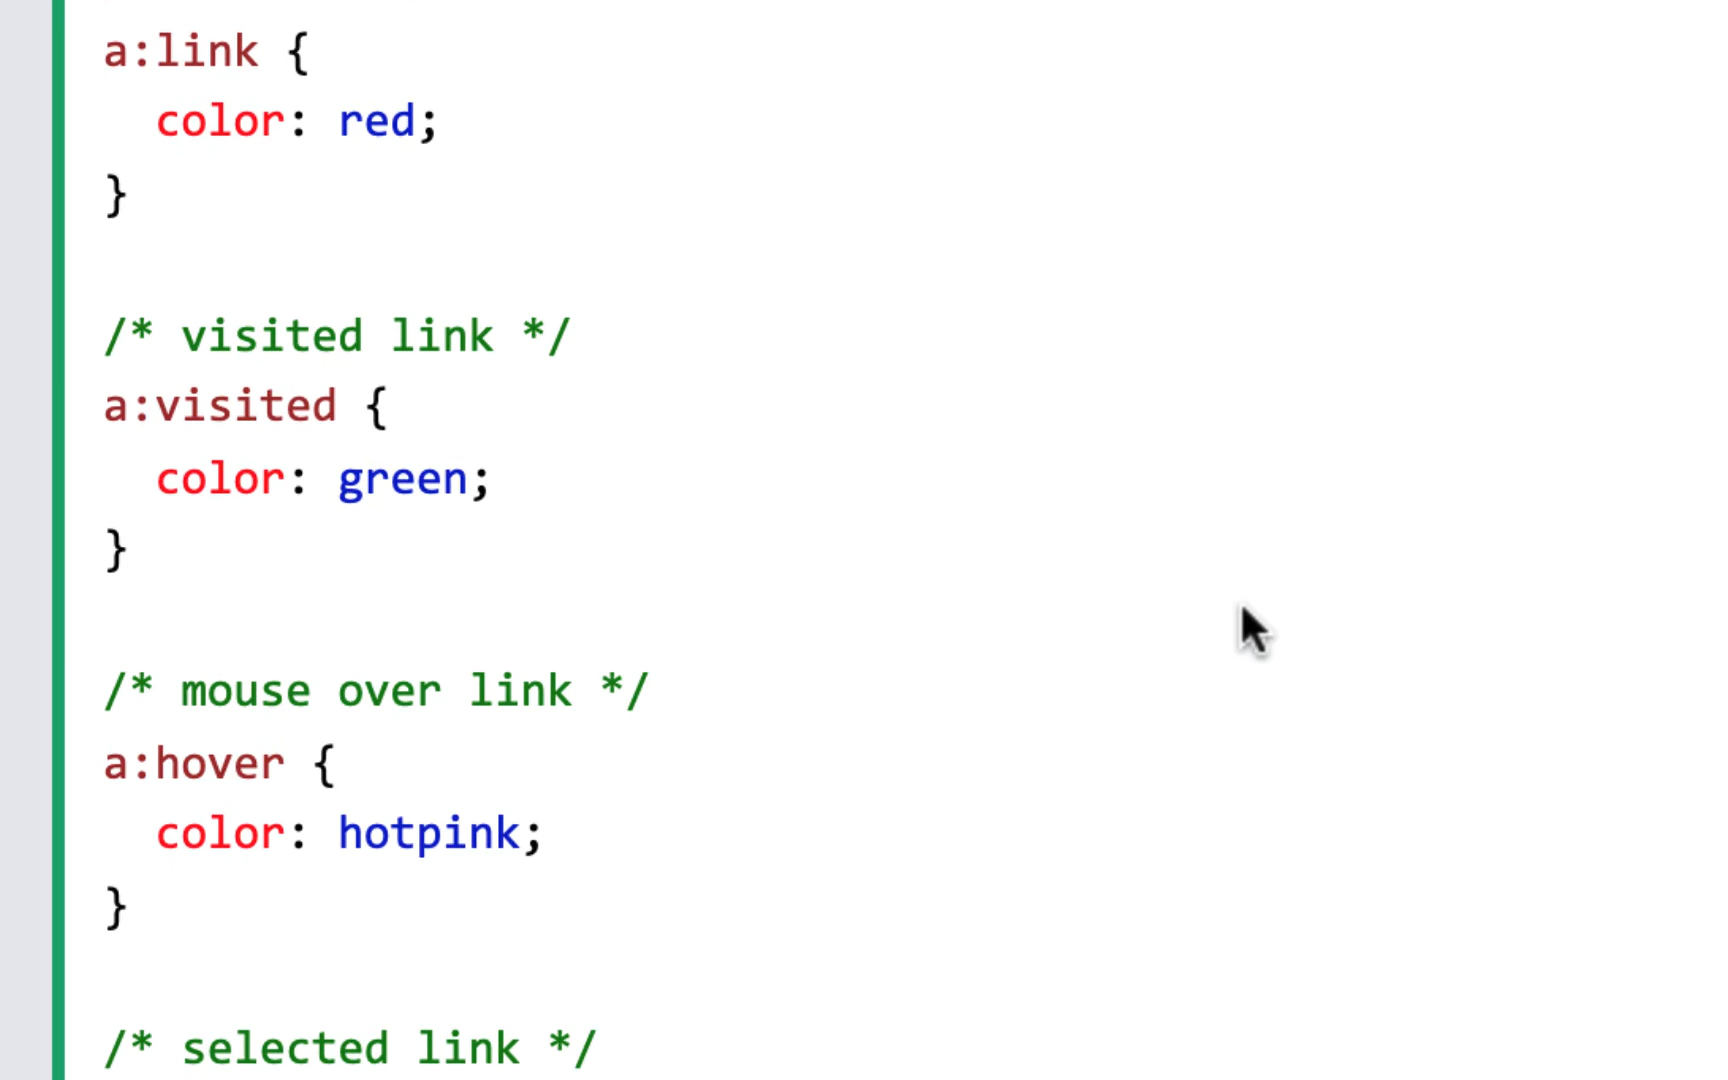 a:link {
  color: red;
}
/* visited link */
a:visited {
  color: green;
}
/* mouse over link */
a:hover {
  color: hotpink;
}
/* selected link */